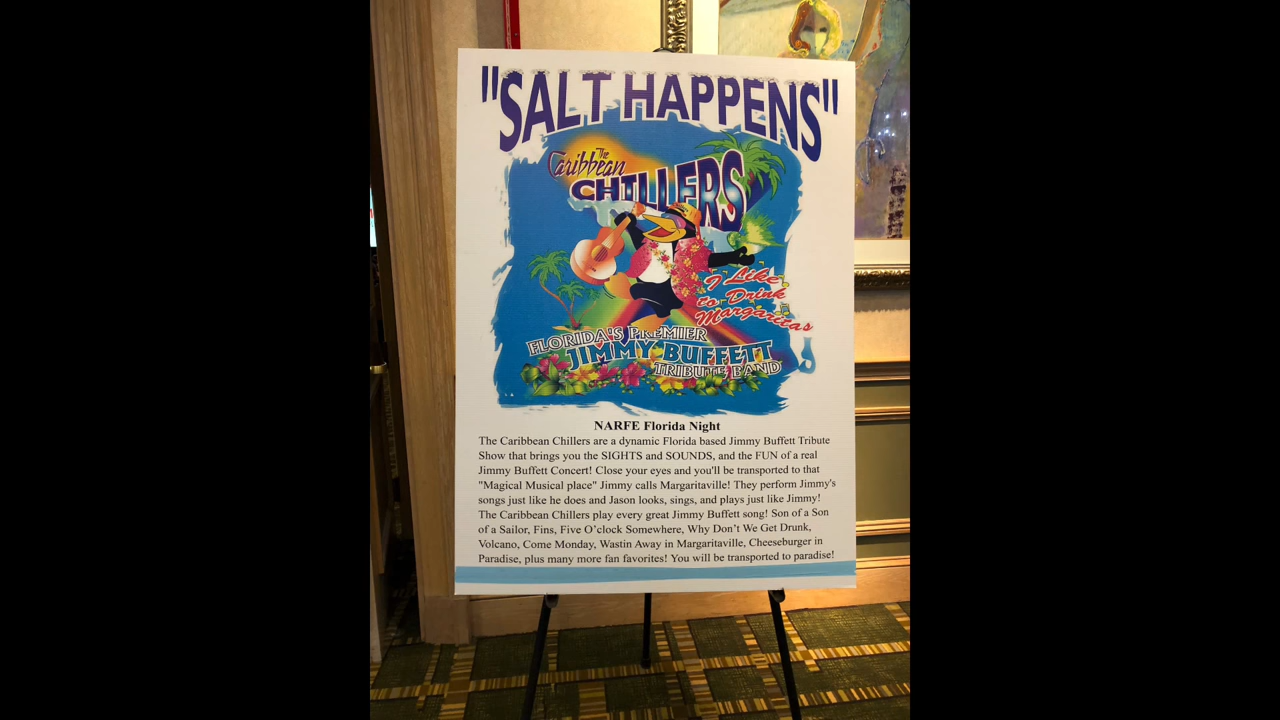 "SALT HAPPENS"
The
Caribbean
CHILLERS
I Like
to Drink
Margaritas
FLORIDA'S PREMIER
JIMMY BUFFETT
TRIBUTE BAND
NARFE Florida Night
The Caribbean Chillers are a dynamic Florida based Jimmy Buffett Tribute
Show that brings you the SIGHTS and SOUNDS, and the FUN of a real
Jimmy Buffett Concert! Close your eyes and you'll be transported to that
"Magical Musical place" Jimmy calls Margaritaville! They perform Jimmy's
songs just like he does and Jason looks, sings, and plays just like Jimmy!
The Caribbean Chillers play every great Jimmy Buffett song! Son of a Son
of a Sailor, Fins, Five O’clock Somewhere, Why Don’t We Get Drunk,
Volcano, Come Monday, Wastin Away in Margaritaville, Cheeseburger in
Paradise, plus many more fan favorites! You will be transported to paradise!